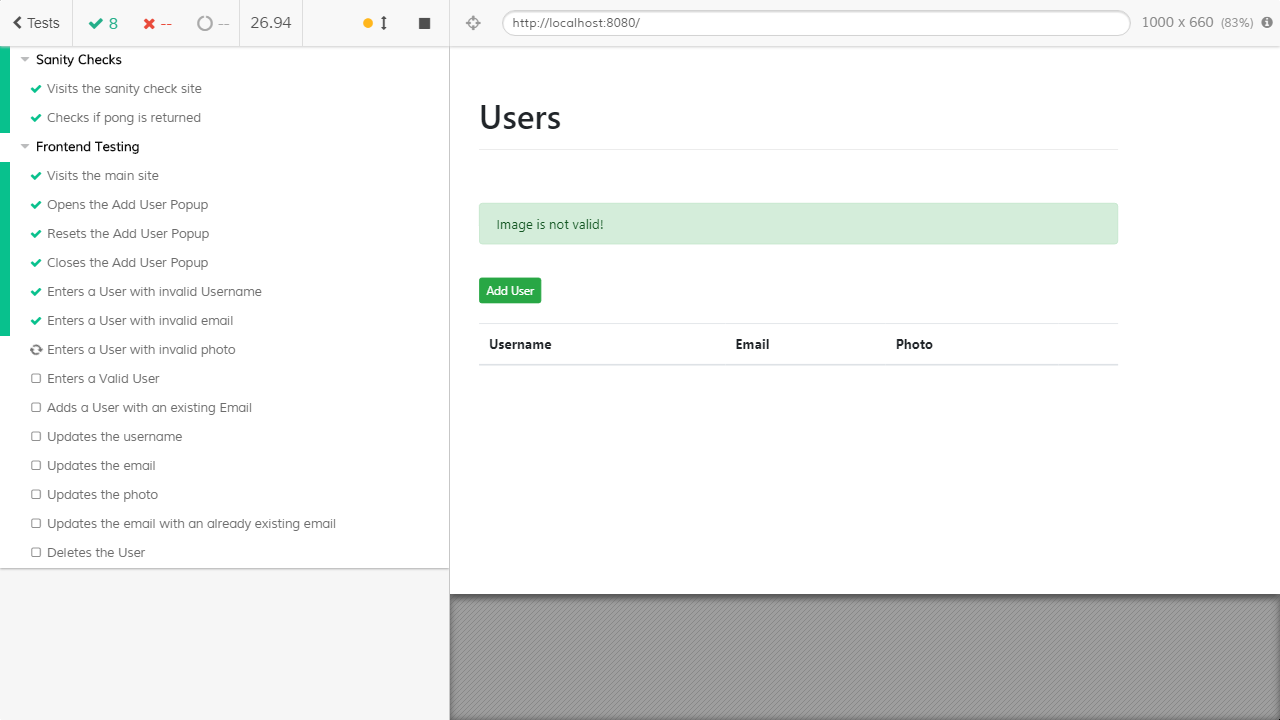 Tests 8 -- -- 26.94
http://localhost:8080/ 1000 x 660 (83%)
Sanity Checks
Visits the sanity check site
Checks if pong is returned
Frontend Testing
Visits the main site
Opens the Add User Popup
Resets the Add User Popup
Closes the Add User Popup
Enters a User with invalid Username
Enters a User with invalid email
Enters a User with invalid photo
Enters a Valid User
Adds a User with an existing Email
Updates the username
Updates the email
Updates the photo
Updates the email with an already existing email
Deletes the User
Users
Image is not valid!
Add User
Username Email Photo